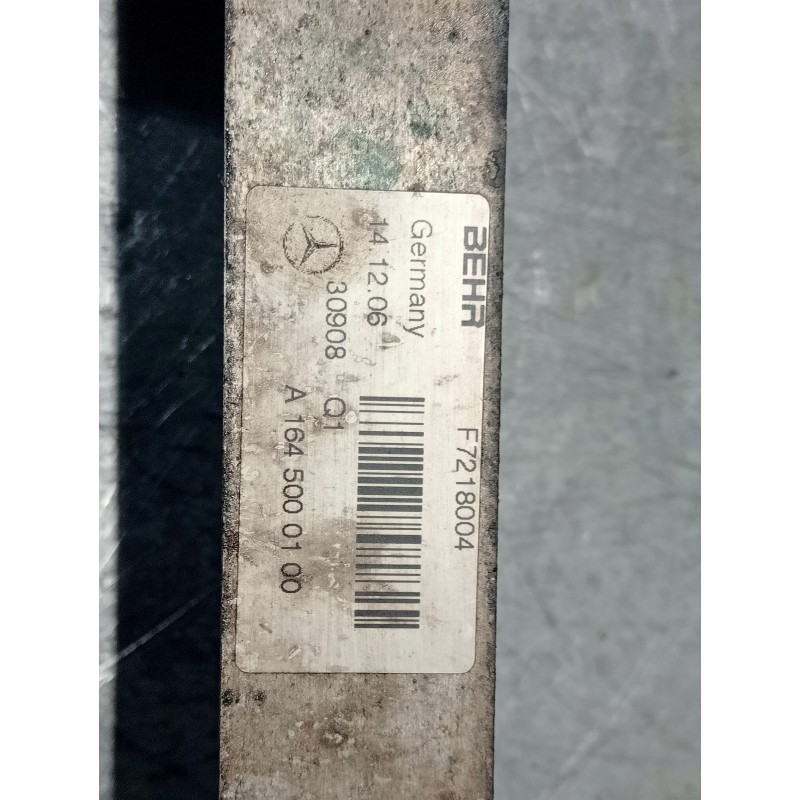 BEHR F7218004
Germany
14.12.06
30908 Q1
A 164 500 01 00